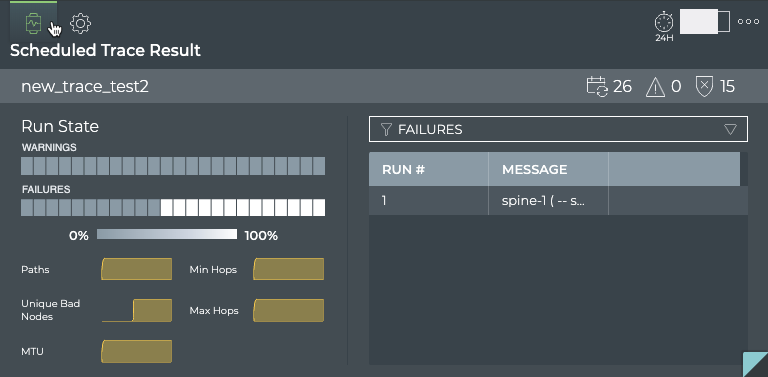 24H
Scheduled Trace Result
new_trace_test2
26
0
15
Run State
WARNINGS
FAILURES
0%
100%
Paths
Min Hops
Unique Bad
Nodes
Max Hops
MTU
FAILURES
RUN #
MESSAGE
1
spine-1 ( -- s...